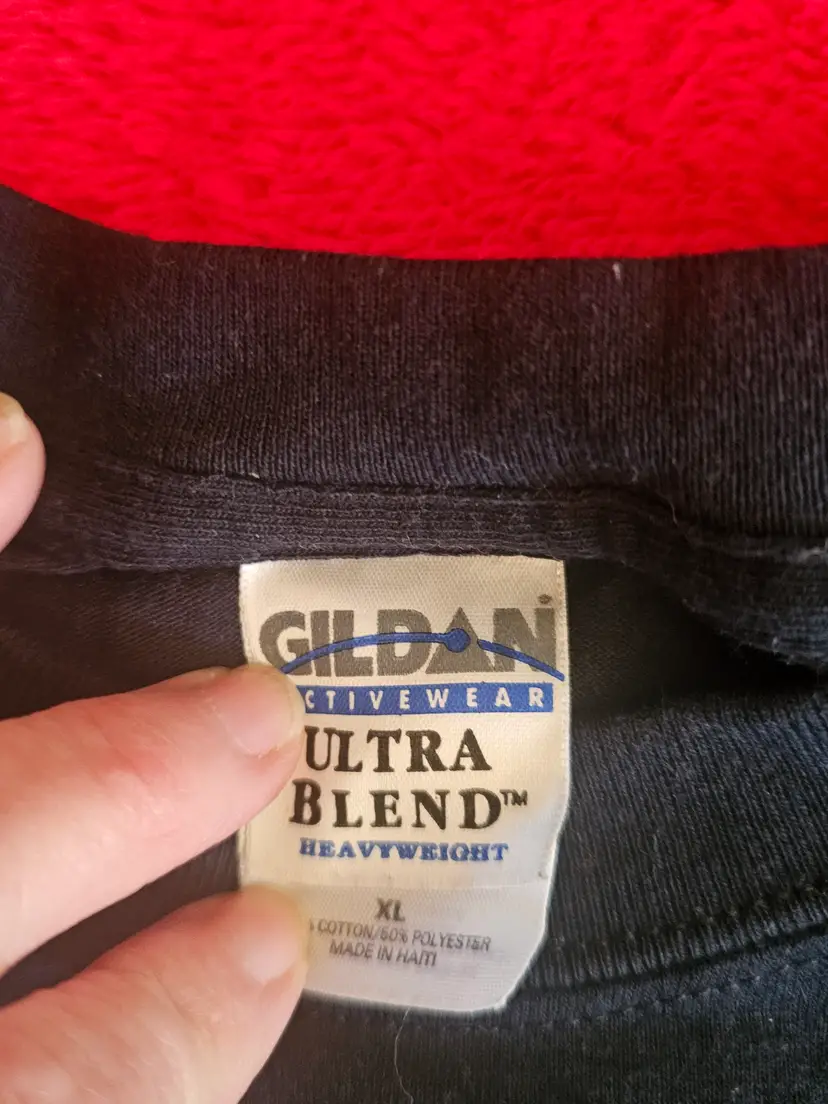 GILDAN®
CTIVEWEAR
ULTRA
BLEND™
HEAVYWEIGHT
XL
% COTTON/50% POLYESTER
MADE IN HAITI